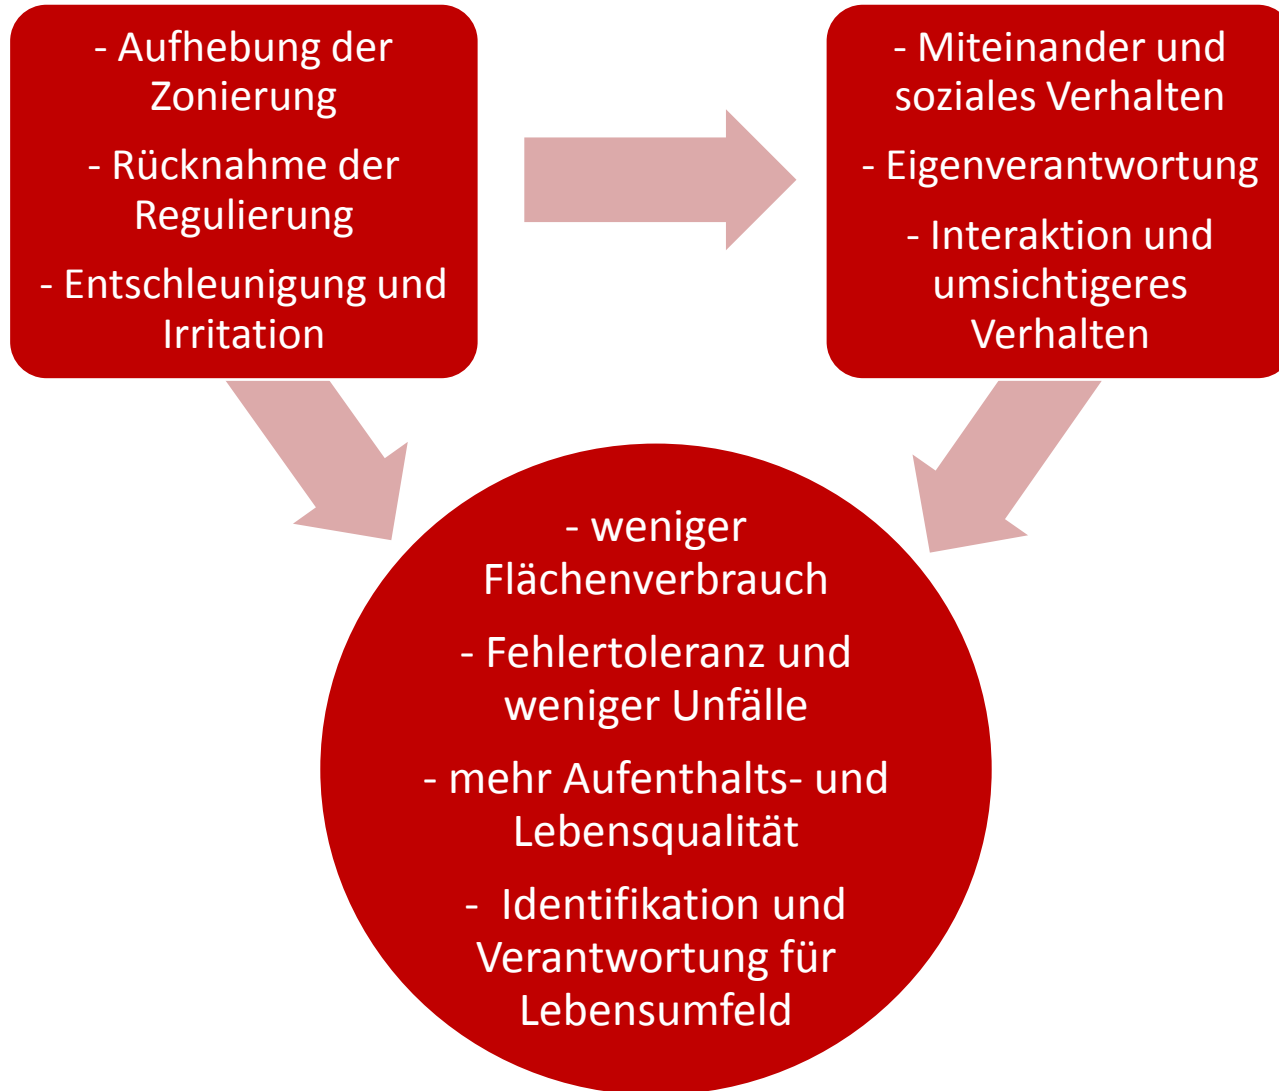 - Aufhebung der
Zonierung
- Rücknahme der
Regulierung
- Entschleunigung und
Irritation
- Miteinander und
soziales Verhalten
- Eigenverantwortung
- Interaktion und
umsichtigeres
Verhalten
- weniger
Flächenverbrauch
- Fehlertoleranz und
weniger Unfälle
- mehr Aufenthalts- und
Lebensqualität
- Identifikation und
Verantwortung für
Lebensumfeld